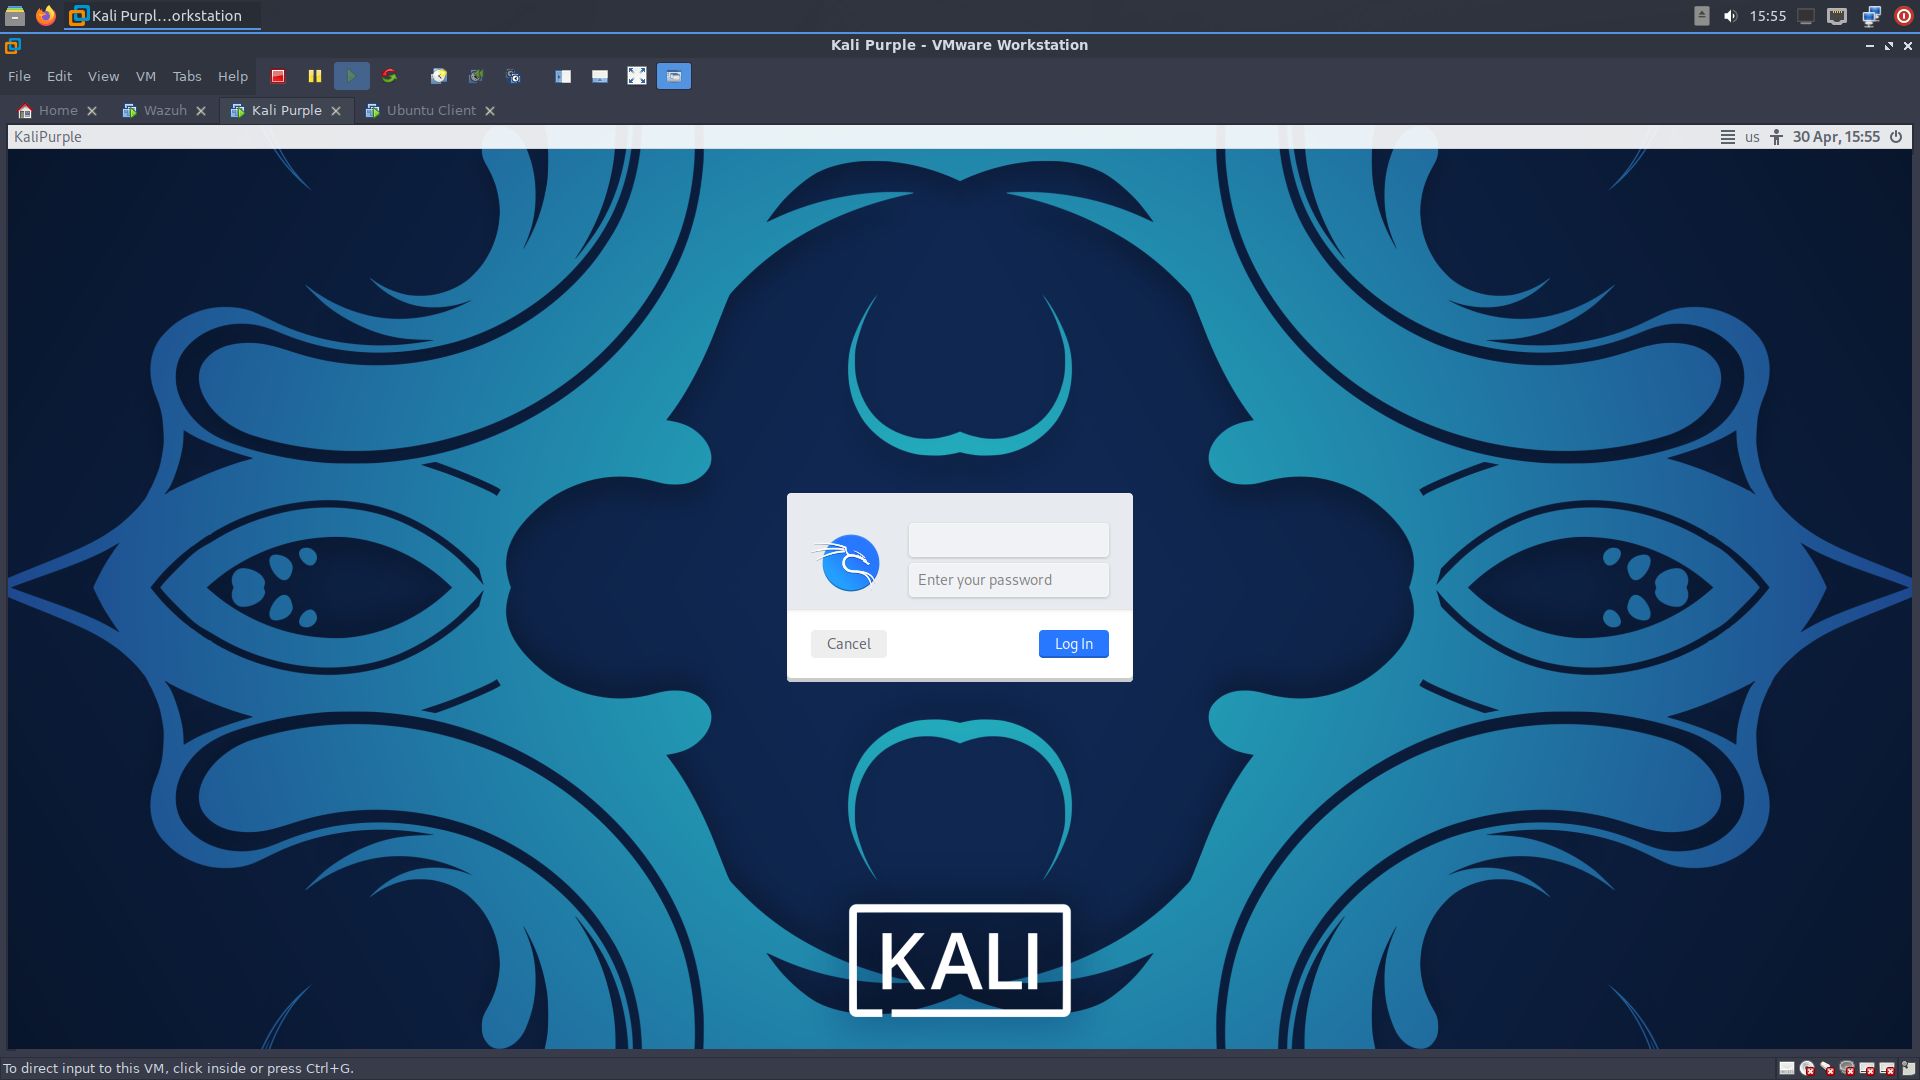 Kali Purpl...orkstation
15:55
Kali Purple - VMware Workstation
File Edit View VM Tabs Help
Home Wazuh Kali Purple Ubuntu Client
KaliPurple
us 30 Apr, 15:55
Enter your password
Cancel Log In
KALI
To direct input to this VM, click inside or press Ctrl+G.